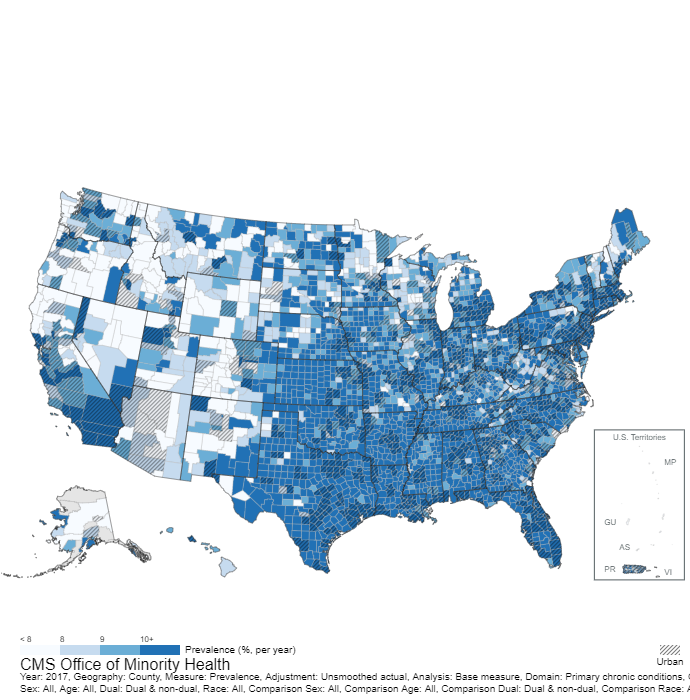 U.S. Territories
MP
GU
AS
PR
VI
< 8 8 9 10+
Prevalence (%, per year)
Urban
CMS Office of Minority Health
Year: 2017, Geography: County, Measure: Prevalence, Adjustment: Unsmoothed actual, Analysis: Base measure, Domain: Primary chronic conditions,
Sex: All, Age: All, Dual: Dual & non-dual, Race: All, Comparison Sex: All, Comparison Age: All, Comparison Dual: Dual & non-dual, Comparison Race: